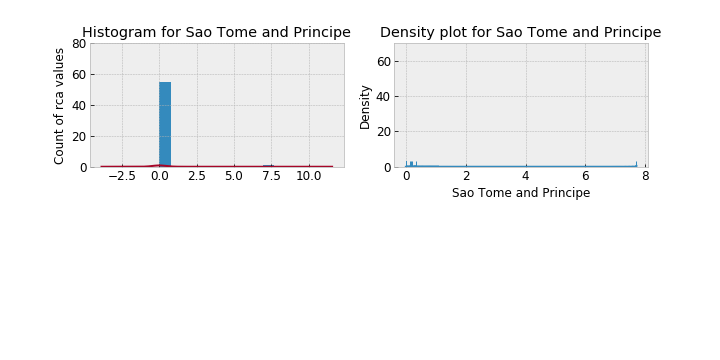 Histogram for Sao Tome and Principe
Density plot for Sao Tome and Principe
Count of rca values
80
60
40
20
0
−2.5 0.0 2.5 5.0 7.5 10.0
Density
60
40
20
0
0 2 4 6 8
Sao Tome and Principe